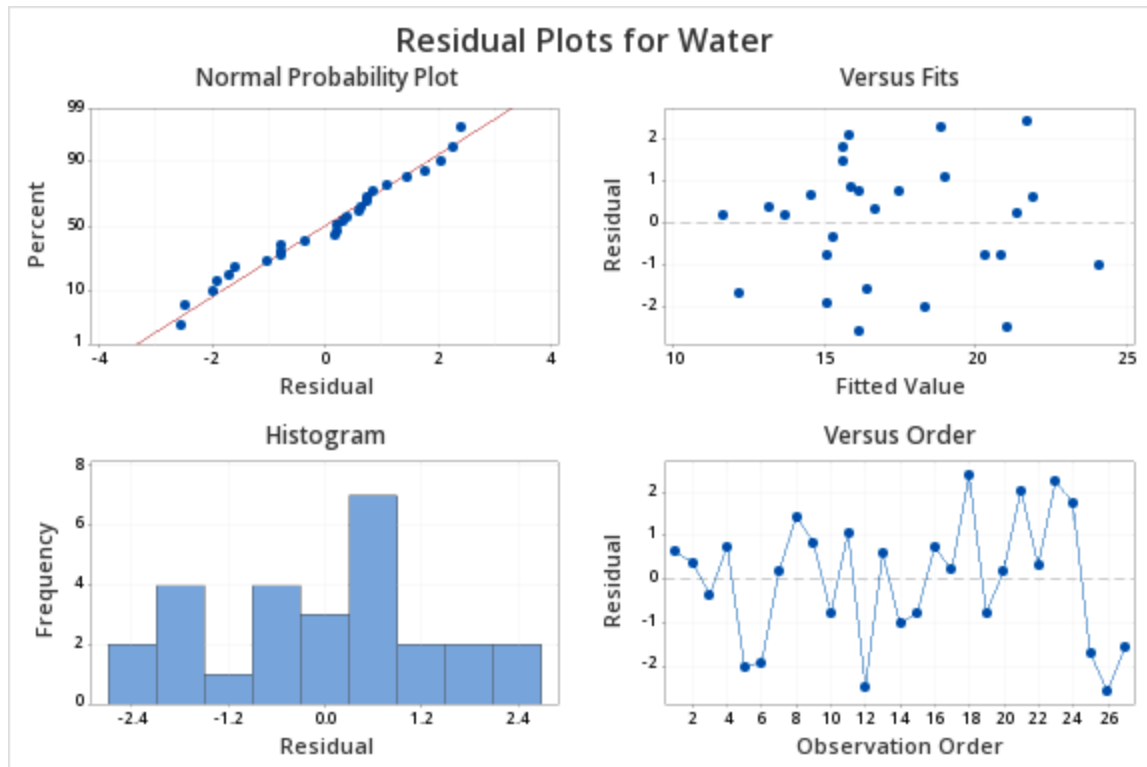 Residual Plots for Water
Normal Probability Plot
99
90
50
10
1
Percent
-4 -2 0 2 4
Residual
Versus Fits
2
1
0
-1
-2
Residual
10 15 20 25
Fitted Value
Histogram
8
6
4
2
0
Frequency
-2.4 -1.2 0.0 1.2 2.4
Residual
Versus Order
2
1
0
-1
-2
Residual
2 4 6 8 10 12 14 16 18 20 22 24 26
Observation Order